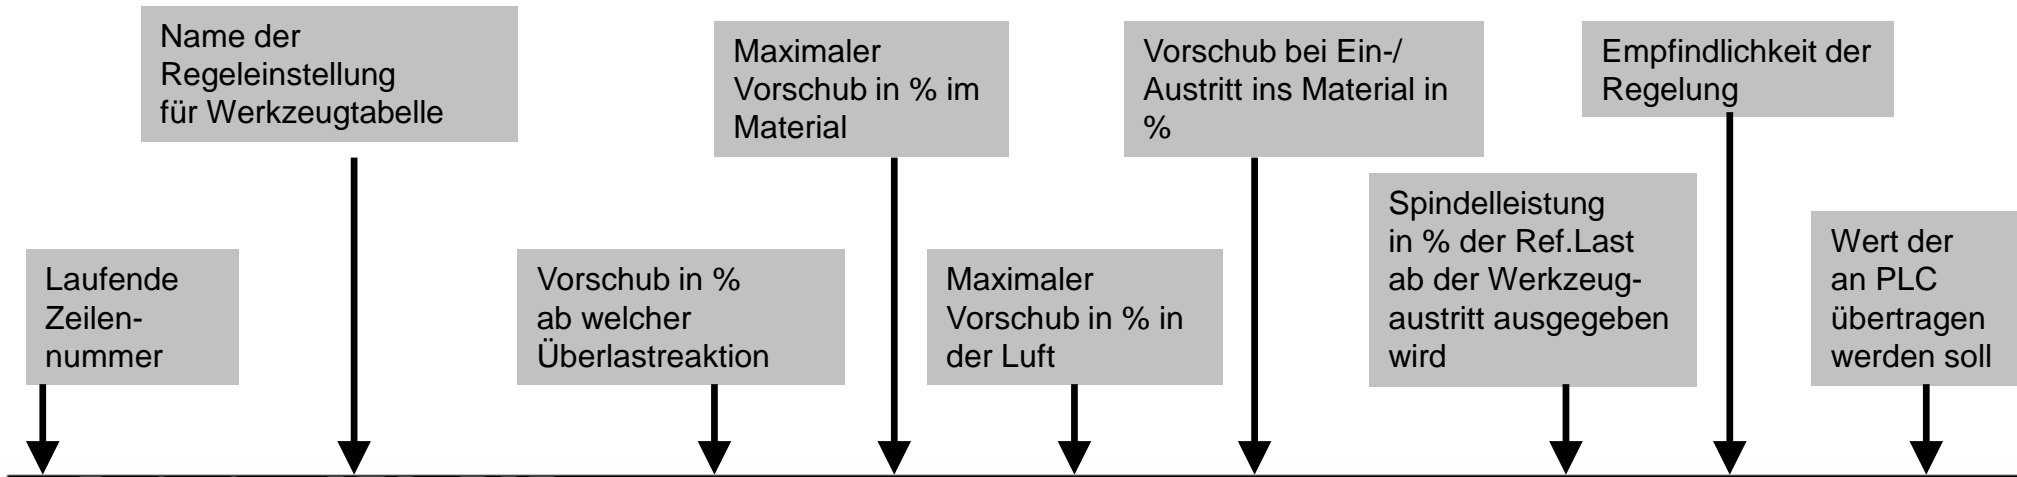 Name der
Regeleinstellung
für Werkzeugtabelle
Maximaler
Vorschub in % im
Material
Vorschub bei Ein-/
Austritt ins Material in
%
Empfindlichkeit der
Regelung
Laufende
Zeilen-
nummer
Vorschub in %
ab welcher
Überlastreaktion
Maximaler
Vorschub in % in
der Luft
Spindelleistung
in % der Ref.Last
ab der Werkzeug-
austritt ausgegeben
wird
Wert der
an PLC
übertragen
werden soll